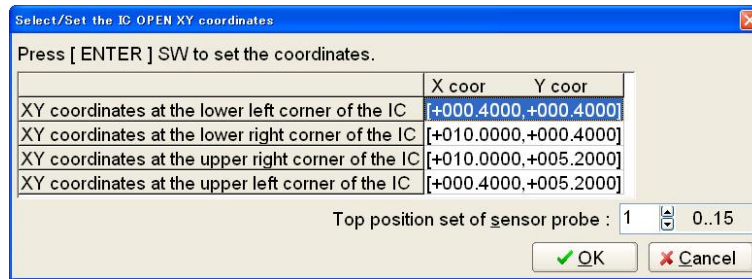 Select/Set the IC OPEN XY coordinates
Press [ ENTER ] SW to set the coordinates.
X coor Y coor
XY coordinates at the lower left corner of the IC [+000.4000,+000.4000]
XY coordinates at the lower right corner of the IC [+010.0000,+000.4000]
XY coordinates at the upper right corner of the IC [+010.0000,+005.2000]
XY coordinates at the upper left corner of the IC [+000.4000,+005.2000]
Top position set of sensor probe : 1 0..15
OK Cancel